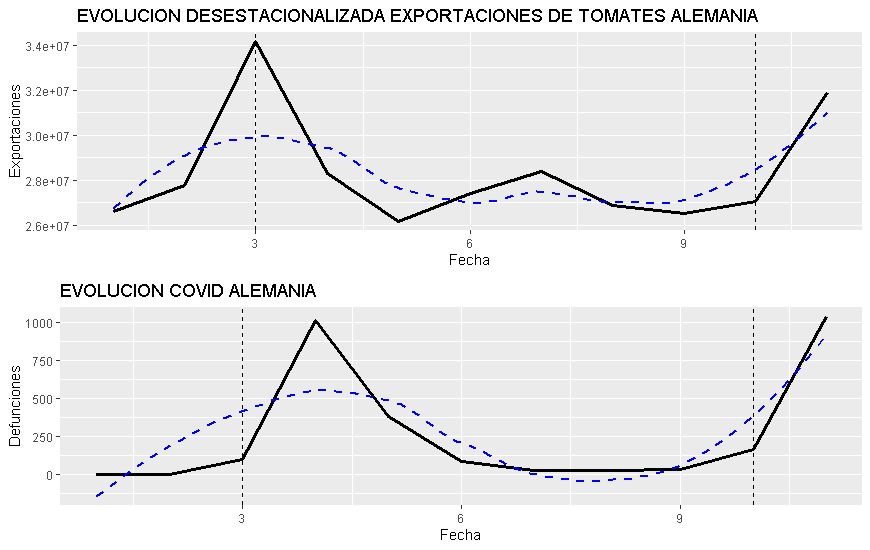 EVOLUCION DESESTACIONALIZADA EXPORTACIONES DE TOMATES ALEMANIA
Exportaciones
3.4e+07
3.2e+07
3.0e+07
2.8e+07
2.6e+07
3
6
9
Fecha
EVOLUCION COVID ALEMANIA
Defunciones
1000
750
500
250
0
3
6
9
Fecha